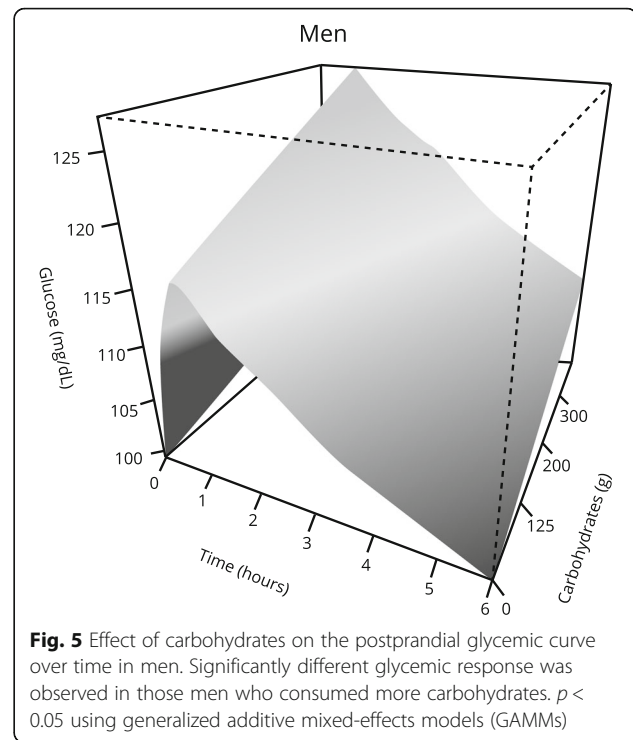 Men
125
120
115
110
105
100
Glucose (mg/dL)
0
1
2
3
4
5
6
Time (hours)
0
125
200
300
Carbohydrates (g)
Fig. 5 Effect of carbohydrates on the postprandial glycemic curve
over time in men. Significantly different glycemic response was
observed in those men who consumed more carbohydrates. p <
0.05 using generalized additive mixed-effects models (GAMMs)